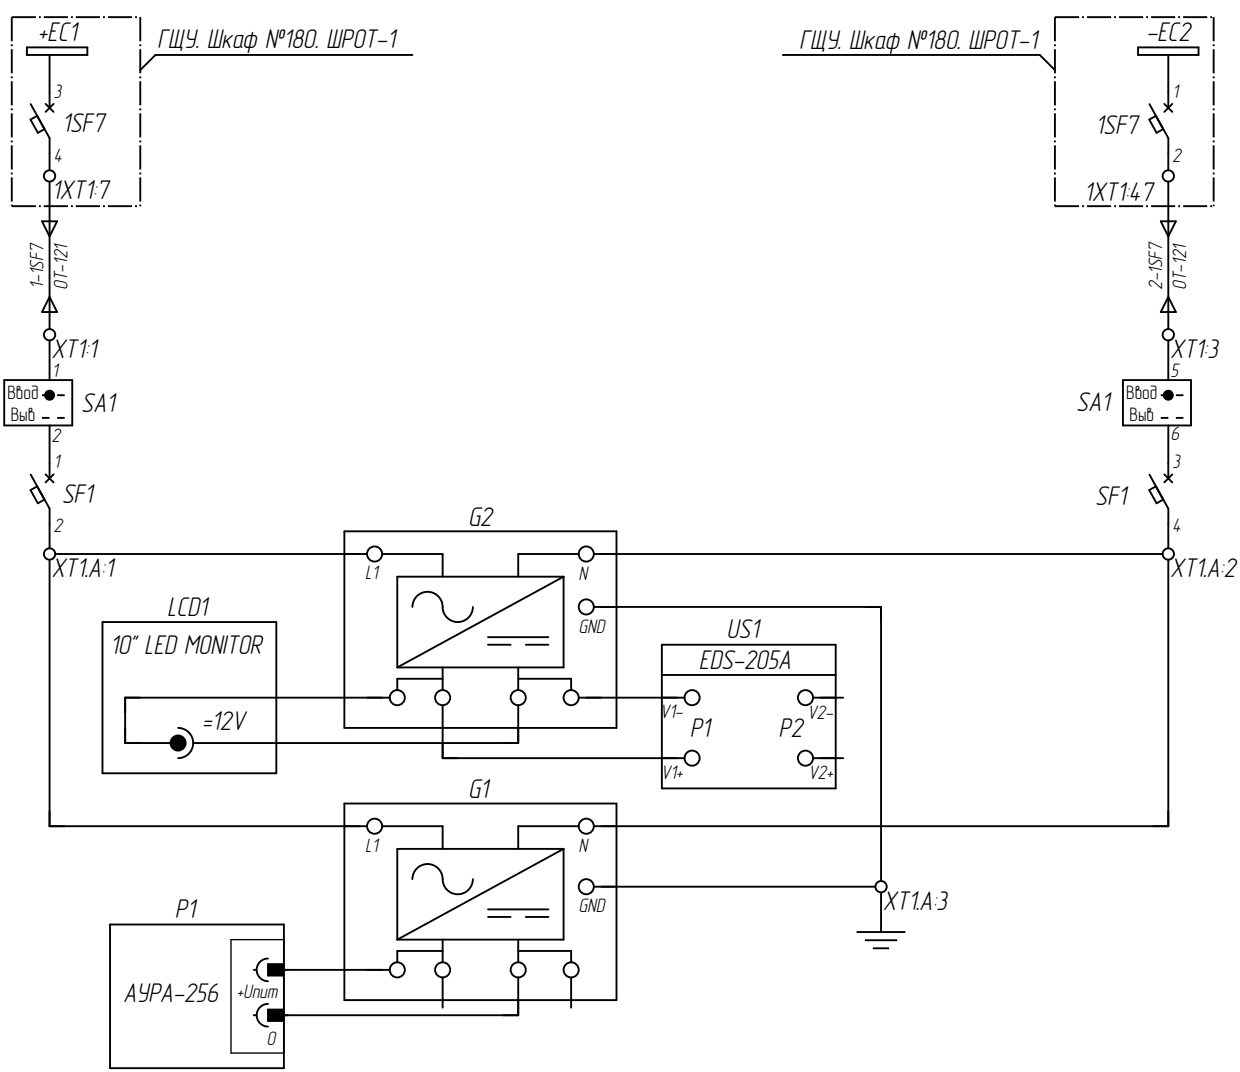 +EC1
ГЩУ. Шкаф №180. ШРОТ-1
3
1SF7
4
1XT1:7
1-1SF7
ОТ-121
XT1:1
1
Ввод
Выв
SA1
2
1
SF1
2
XT1.A:1
ГЩУ. Шкаф №180. ШРОТ-1
-EC2
1
1SF7
2
1XT1:47
2-1SF7
ОТ-121
XT1:3
5
SA1
Ввод
Выв
6
3
SF1
4
XT1.A:2
G2
L1
N
GND
LCD1
10" LED MONITOR
=12V
US1
EDS-205A
V1-
P1
V1+
V2-
P2
V2+
G1
L1
N
GND
XT1.A:3
P1
АУРА-256
+Uпит
0